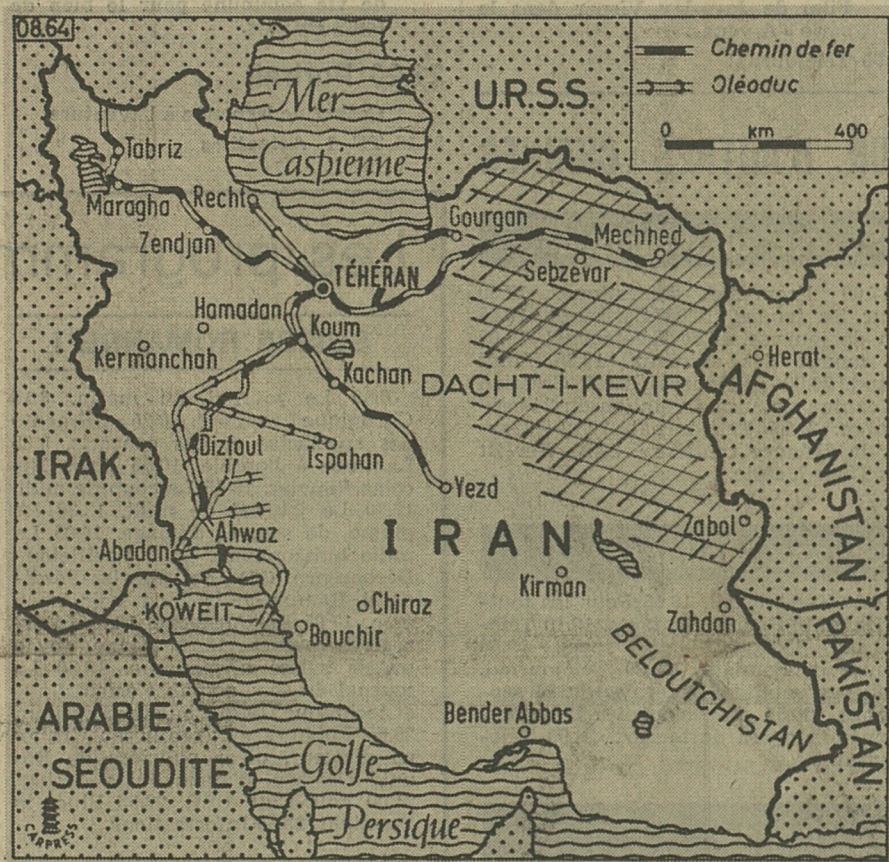 08.64
Chemin de fer
Oléoduc
0 km 400
Mer
Caspienne
U.R.S.S.
Tabriz
Maragha
Recht
Zendjan
Gourgan
Mechhed
Sebzevar
TÉHÉRAN
Hamadan
Koum
Kermanchah
Kachan
Herat
DACHT-I-KEVIR
AFGHANISTAN
Dizfoul
Ispahan
IRAK
Yezd
Zabol
Abadan
Ahwaz
IRAN
Kirman
KOWEIT
Chiraz
Zahdan
Bouchir
BELOUTCHISTAN
PAKISTAN
ARABIE
SÉOUDITE
Bender Abbas
Golfe
Persique
CARPRESS